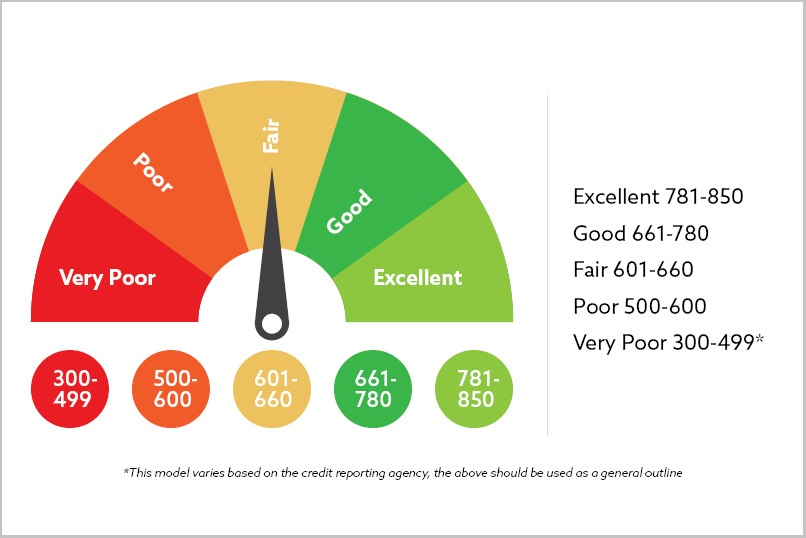 Fair
Poor
Good
Very Poor
Excellent
300-
499
500-
600
601-
660
661-
780
781-
850
Excellent 781-850
Good 661-780
Fair 601-660
Poor 500-600
Very Poor 300-499*
*This model varies based on the credit reporting agency, the above should be used as a general outline